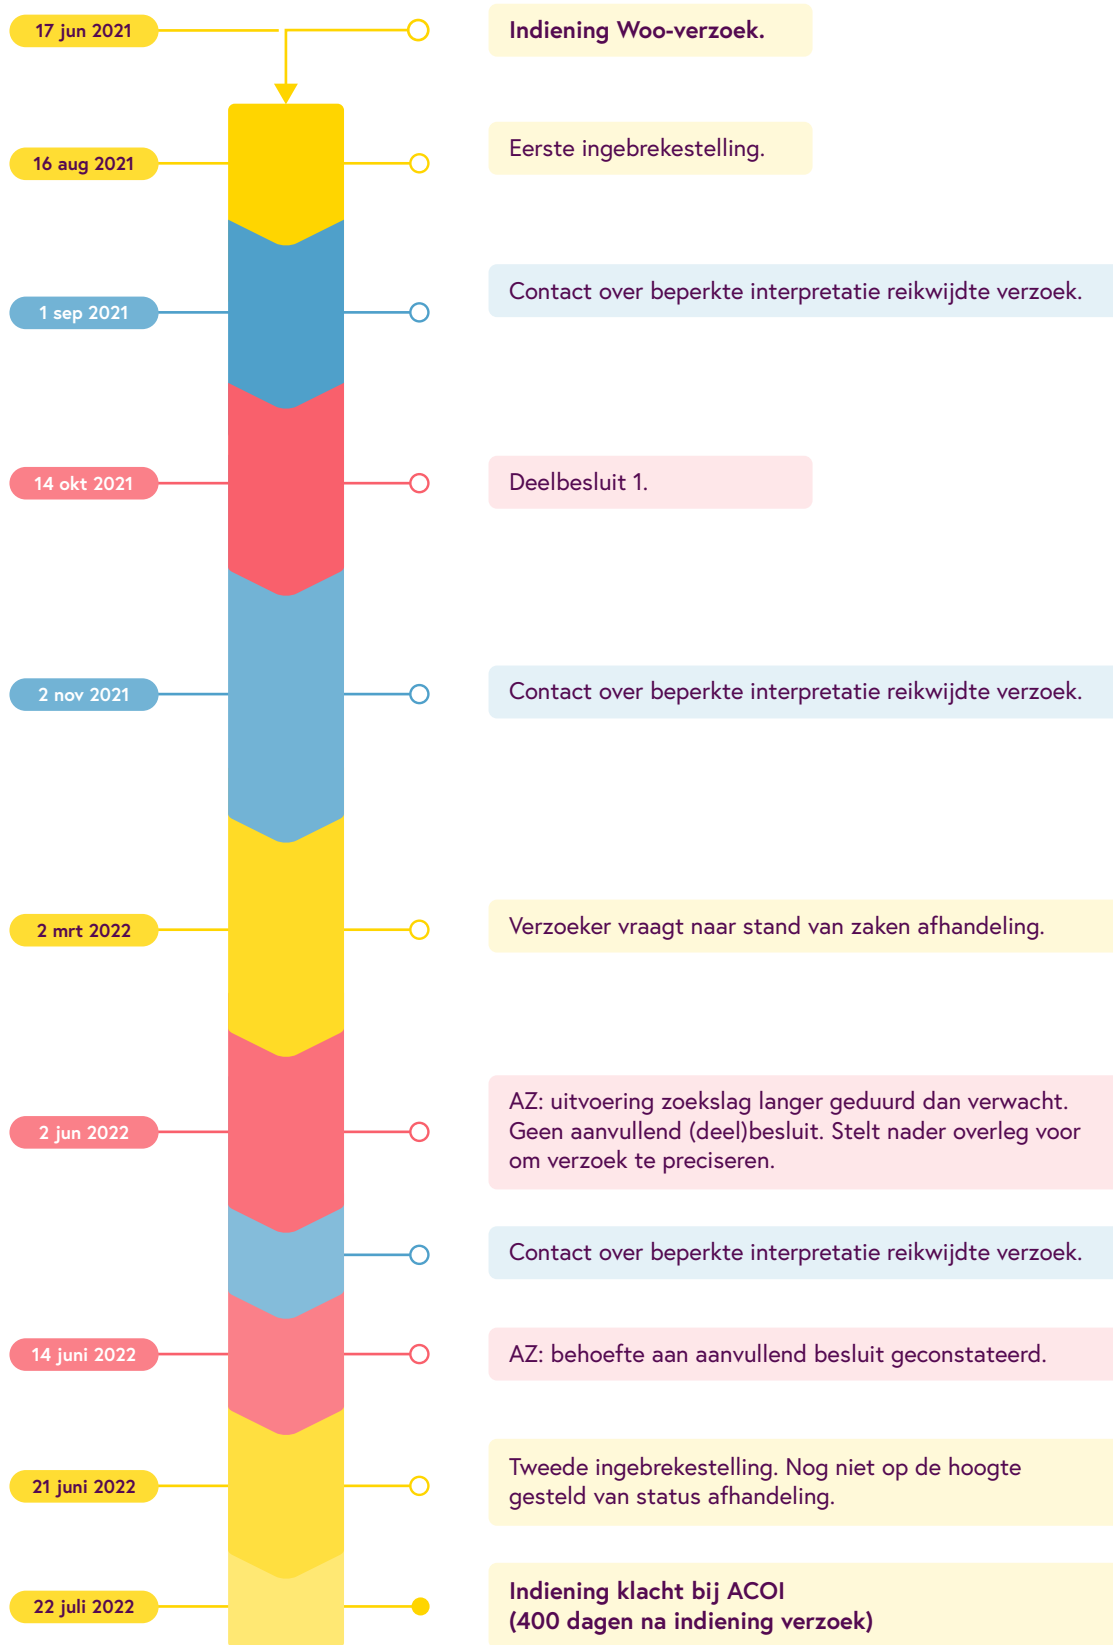 17 jun 2021
Indiening Woo-verzoek.
16 aug 2021
Eerste ingebrekestelling.
1 sep 2021
Contact over beperkte interpretatie reikwijdte verzoek.
14 okt 2021
Deelbesluit 1.
2 nov 2021
Contact over beperkte interpretatie reikwijdte verzoek.
2 mrt 2022
Verzoeker vraagt naar stand van zaken afhandeling.
2 jun 2022
AZ: uitvoering zoekslag langer geduurd dan verwacht.
Geen aanvullend (deel)besluit. Stelt nader overleg voor
om verzoek te preciseren.
Contact over beperkte interpretatie reikwijdte verzoek.
14 juni 2022
AZ: behoefte aan aanvullend besluit geconstateerd.
21 juni 2022
Tweede ingebrekestelling. Nog niet op de hoogte
gesteld van status afhandeling.
22 juli 2022
Indiening klacht bij ACOI
(400 dagen na indiening verzoek)